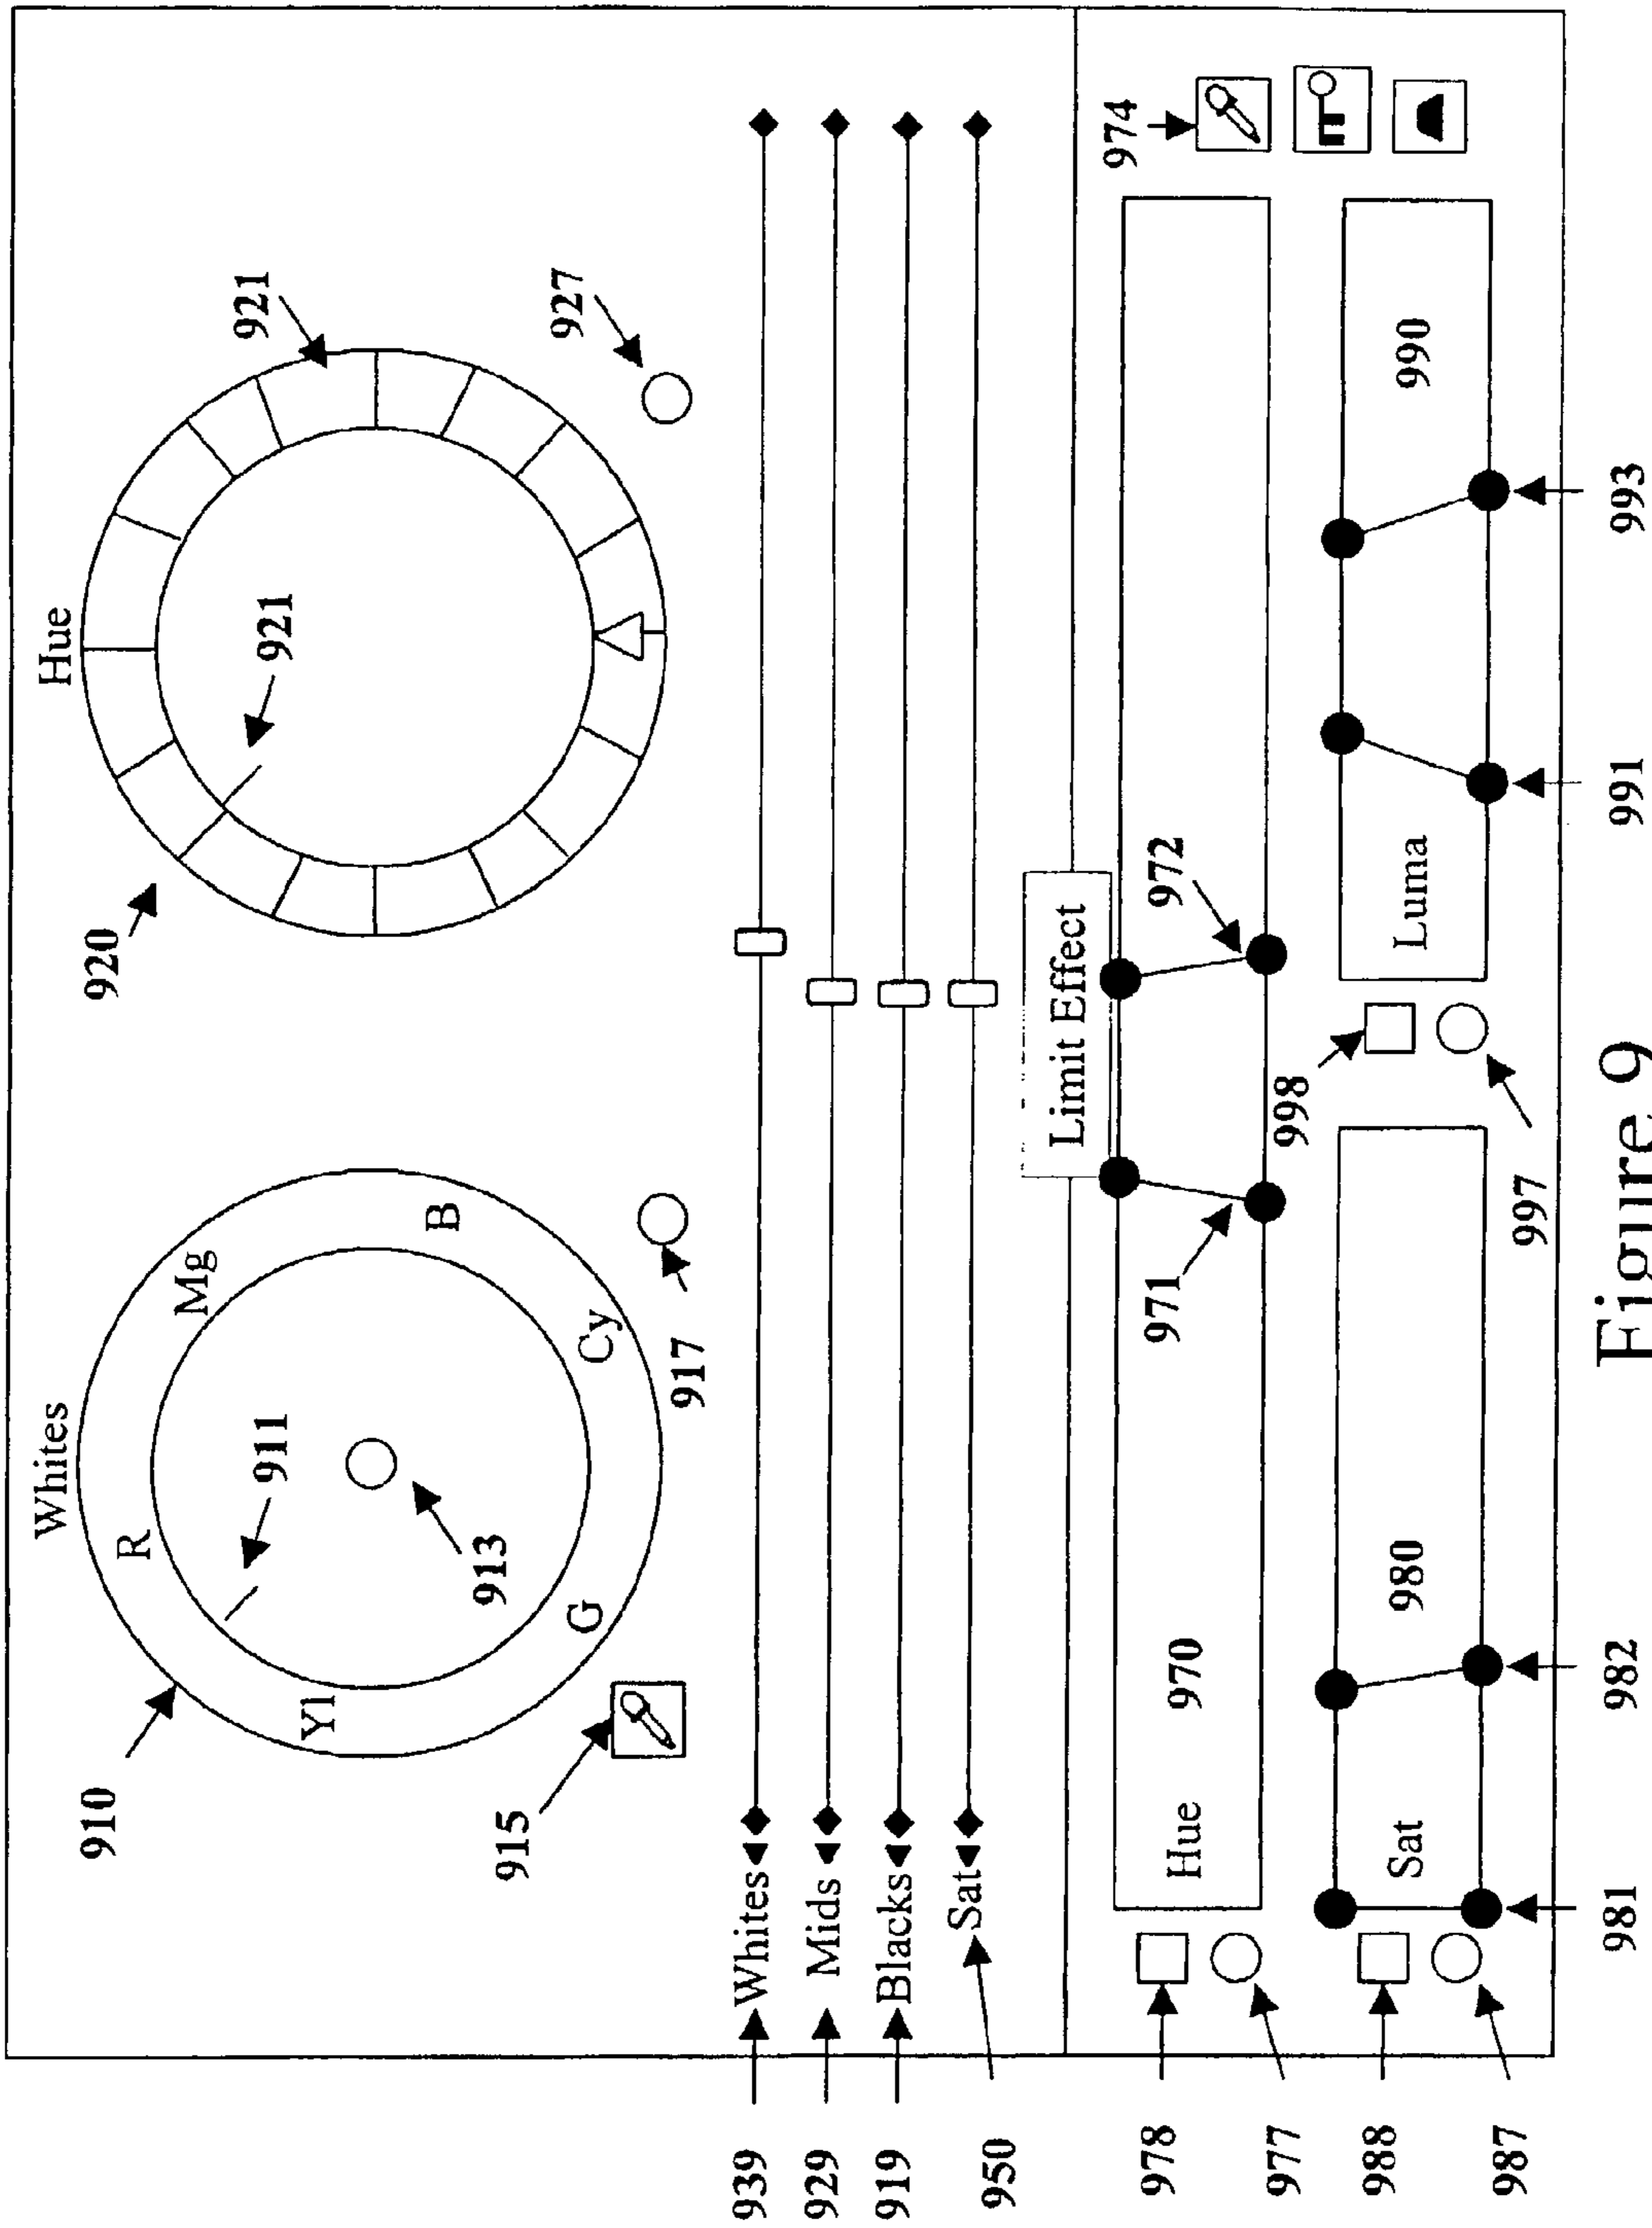 Whites
Hue
910
R
Mg
Yl
B
G
Cy
911
913
915
917
920
921
921
927
939
Whites
929
Mids
919
Blacks
950
Sat
Limit Effect
974
978
977
Hue
970
971
972
988
987
Sat
980
998
997
Luma
990
981
982
991
993
Figure 9